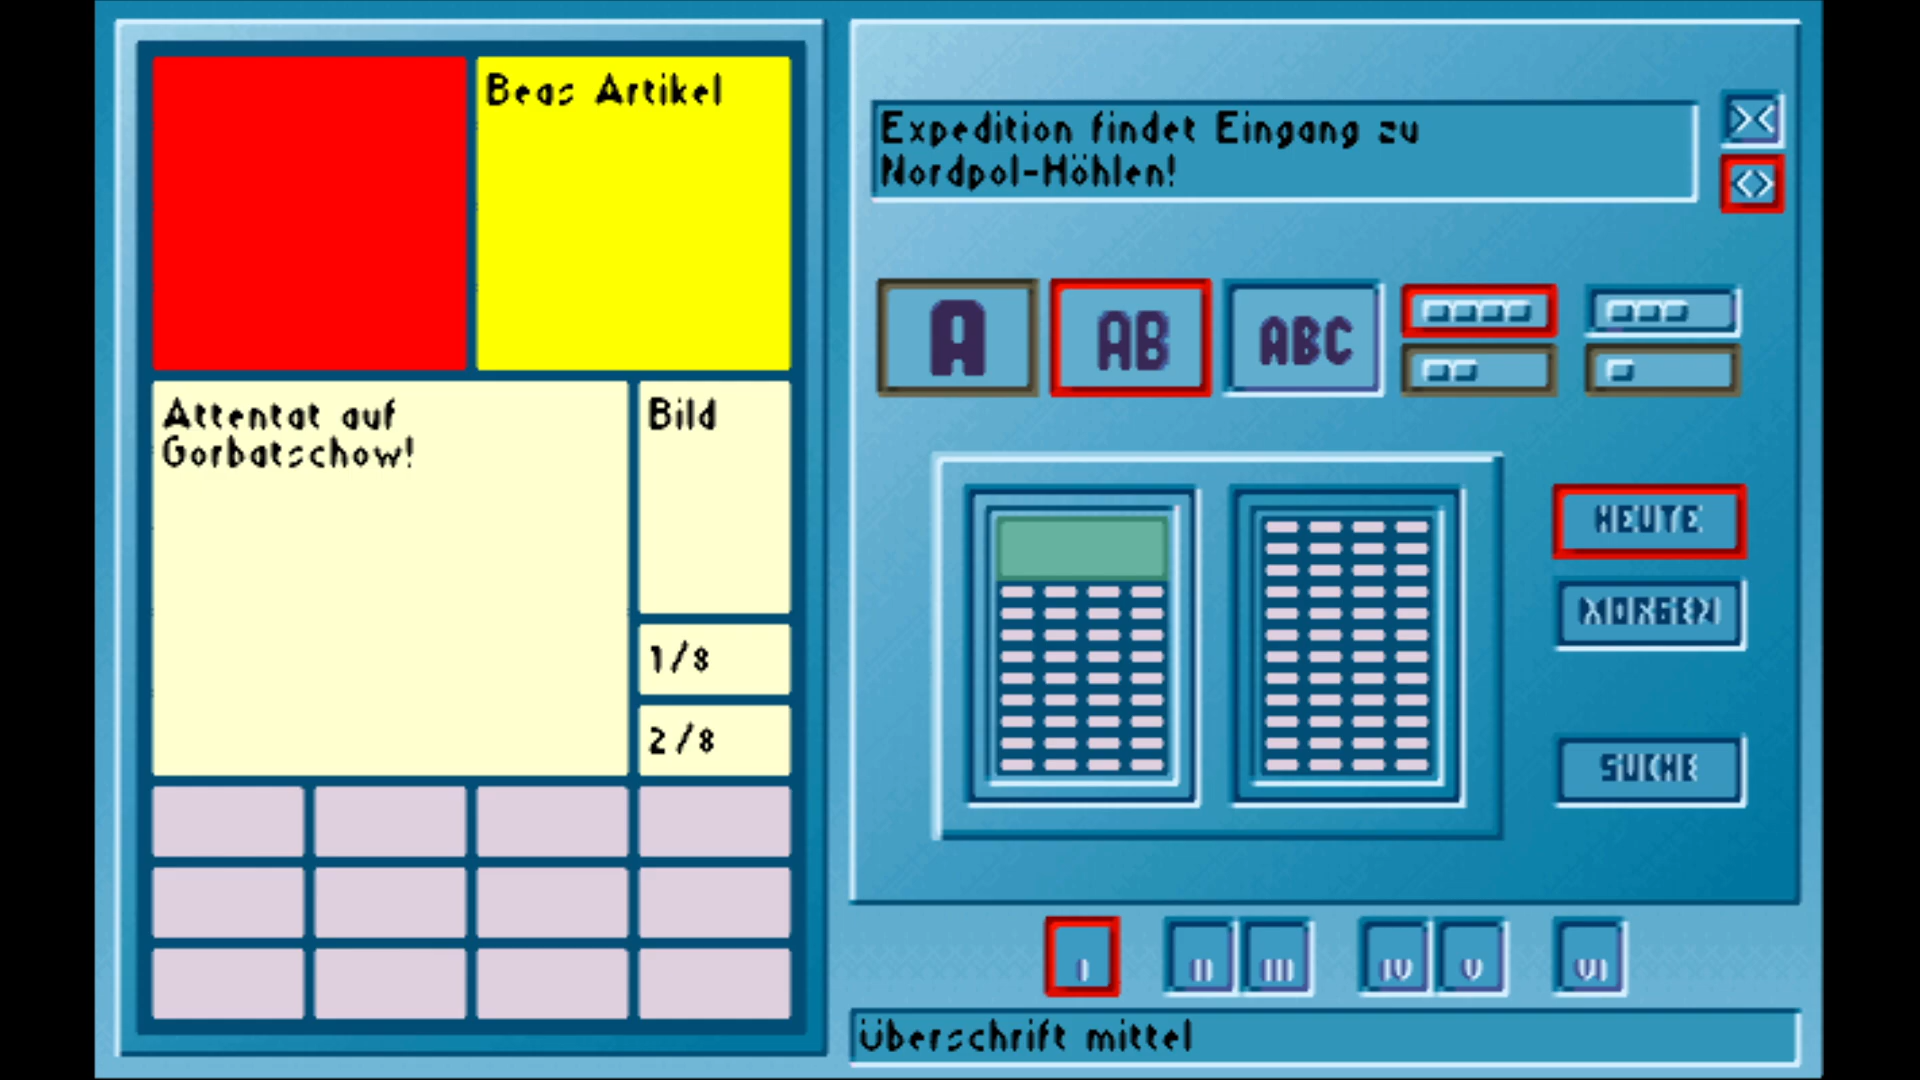 Beas Artikel
Attentat auf
Gorbatschow!
Bild
1/8
2/8
Expedition findet Eingang zu
Nordpol-Höhlen!
><
<>
A
AB
ABC
HEUTE
MORGEN
SUCHE
I
II
III
IV
V
VI
Überschrift mittel